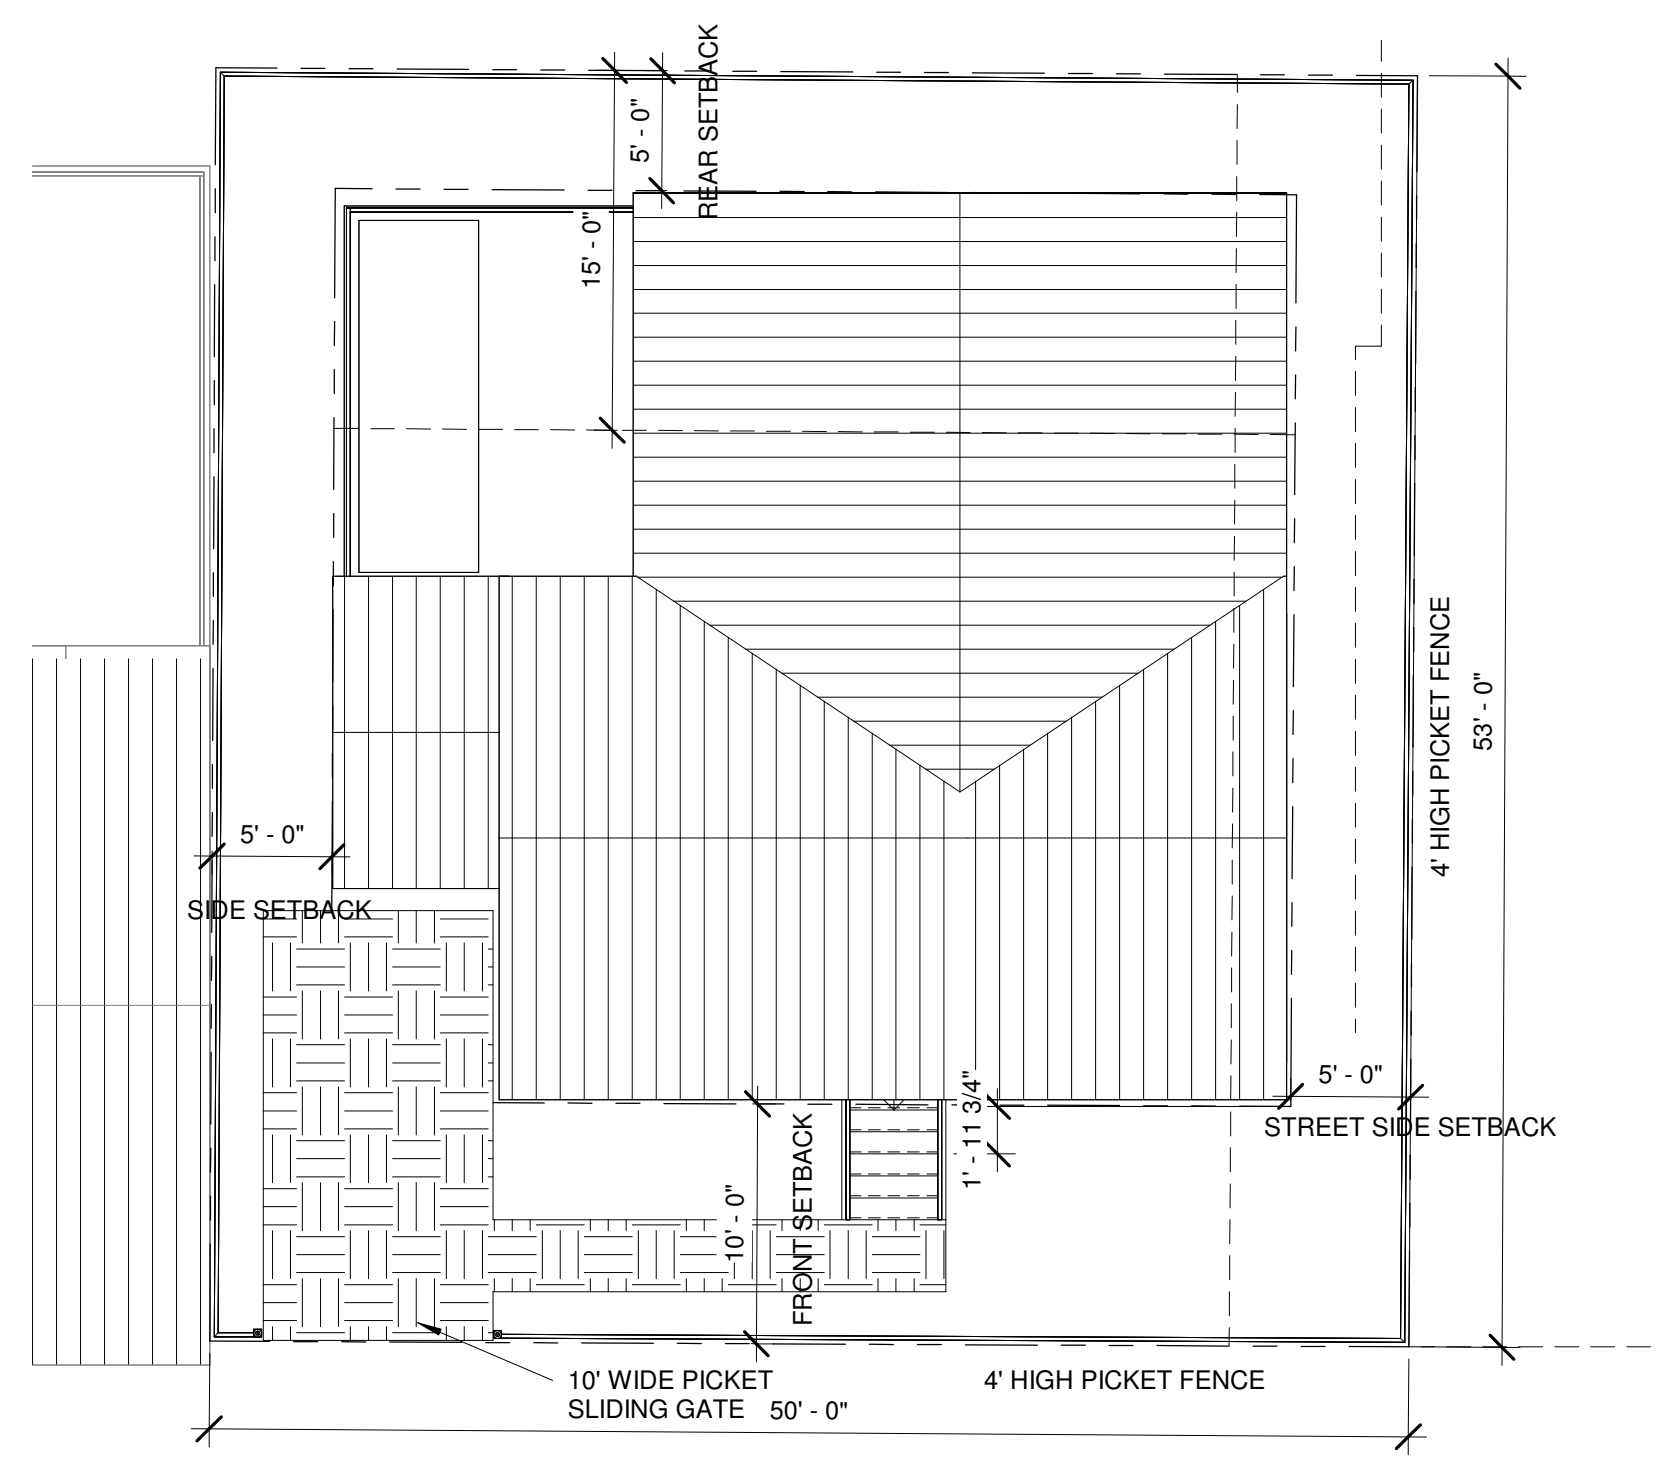 REAR SETBACK
5' - 0"
15' - 0"
4' HIGH PICKET FENCE
53' - 0"
5' - 0"
SIDE SETBACK
5' - 0"
STREET SIDE SETBACK
1' - 11 3/4"
10' - 0"
FRONT SETBACK
10' WIDE PICKET
SLIDING GATE
4' HIGH PICKET FENCE
50' - 0"